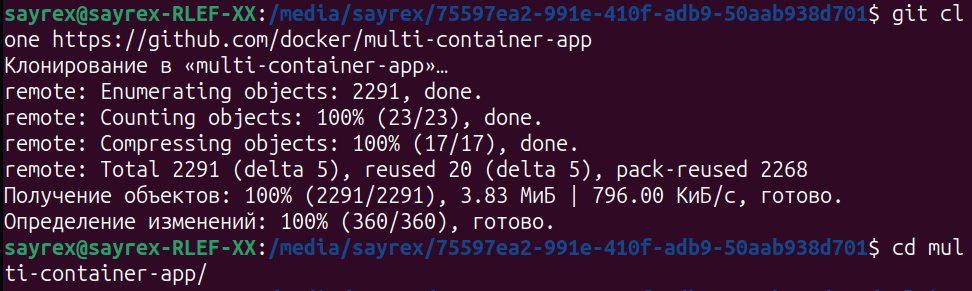 sayrex@sayrex-RLEF-XX:/media/sayrex/75597ea2-991e-410f-adb9-50aab938d701$ git cl
one https://github.com/docker/multi-container-app
Клонирование в «multi-container-app»…
remote: Enumerating objects: 2291, done.
remote: Counting objects: 100% (23/23), done.
remote: Compressing objects: 100% (17/17), done.
remote: Total 2291 (delta 5), reused 20 (delta 5), pack-reused 2268
Получение объектов: 100% (2291/2291), 3.83 МиБ | 796.00 КиБ/с, готово.
Определение изменений: 100% (360/360), готово.
sayrex@sayrex-RLEF-XX:/media/sayrex/75597ea2-991e-410f-adb9-50aab938d701$ cd mul
ti-container-app/